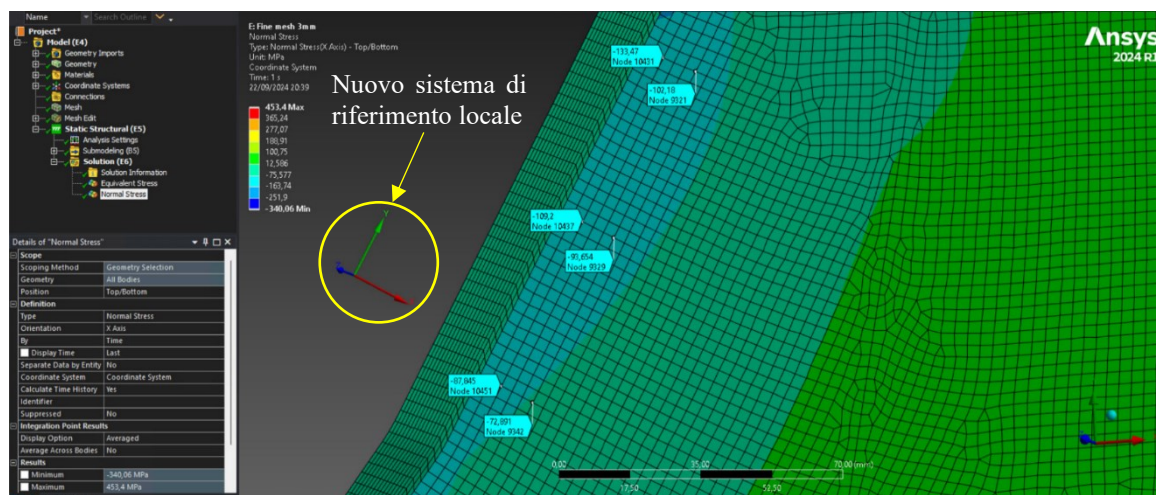 Name
Search Outline
Project*
Model (E4)
Geometry Imports
Geometry
Materials
Coordinate Systems
Connections
Mesh
Mesh Edit
Static Structural (E5)
Analysis Settings
Submodeling (B5)
Solution (E6)
Solution Information
Equivalent Stress
Normal Stress
Details of "Normal Stress"
Scope
Scoping Method Geometry Selection
Geometry All Bodies
Position Top/Bottom
Definition
Type Normal Stress
Orientation X Axis
By Time
Display Time Last
Separate Data by Entity No
Coordinate System Coordinate System
Calculate Time History Yes
Identifier
Suppressed No
Integration Point Results
Display Option Averaged
Average Across Bodies No
Results
Minimum -340,06 MPa
Maximum 453,4 MPa
E: Fine mesh 3mm
Normal Stress
Type: Normal Stress(X Axis) - Top/Bottom
Unit: MPa
Coordinate System
Time: 1 s
22/09/2024 20:39
453,4 Max
365,24
277,07
188,91
100,75
12,586
-75,577
-163,74
-251,9
-340,06 Min
Nuovo sistema di
riferimento locale
Y
-133,47
Node 10431
-102,18
Node 9321
-109,2
Node 10437
-93,654
Node 9329
-87,845
Node 10451
-72,891
Node 9342
Ansys
2024 R1
0,00 35,00 70,00 (mm)
17,50 52,50